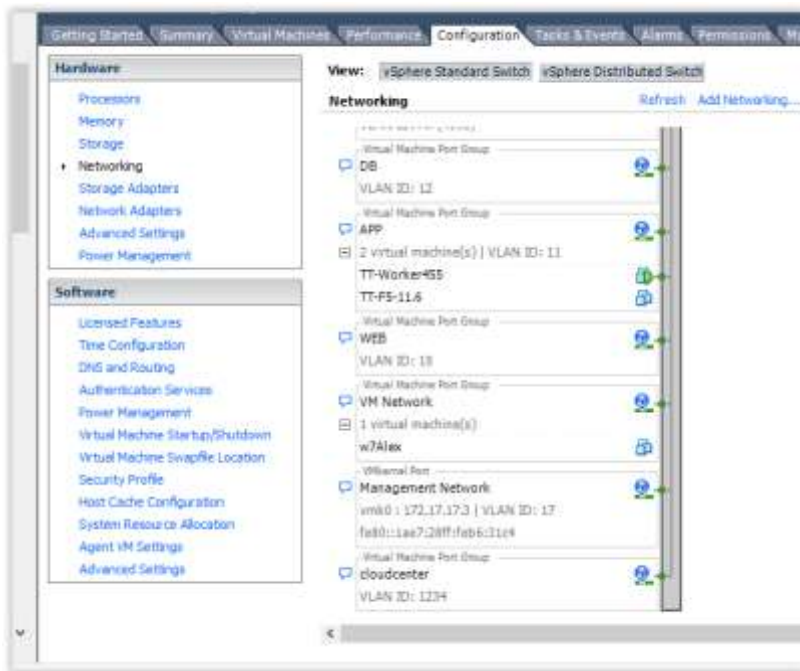 Getting Started Summary Virtual Machines Performance Configuration Tasks & Events Alarms Permissions
Hardware
Processors
Memory
Storage
Networking
Storage Adapters
Network Adapters
Advanced Settings
Power Management
Software
Licensed Features
Time Configuration
DNS and Routing
Authentication Services
Power Management
Virtual Machine Startup/Shutdown
Virtual Machine Swapfile Location
Security Profile
Host Cache Configuration
System Resource Allocation
Agent VM Settings
Advanced Settings
View: vSphere Standard Switch vSphere Distributed Switch
Networking Refresh Add Networking...
Virtual Machine Port Group
DB
VLAN ID: 12
Virtual Machine Port Group
APP
2 virtual machine(s) | VLAN ID: 11
TT-Worker455
TT-F5-11.6
Virtual Machine Port Group
WEB
VLAN ID: 10
Virtual Machine Port Group
VM Network
1 virtual machine(s)
w7Alex
VMkernel Port
Management Network
vmk0 : 172.17.17.3 | VLAN ID: 17
fe80::1ae7:28ff:feb6:31c4
Virtual Machine Port Group
cloudcenter
VLAN ID: 1234